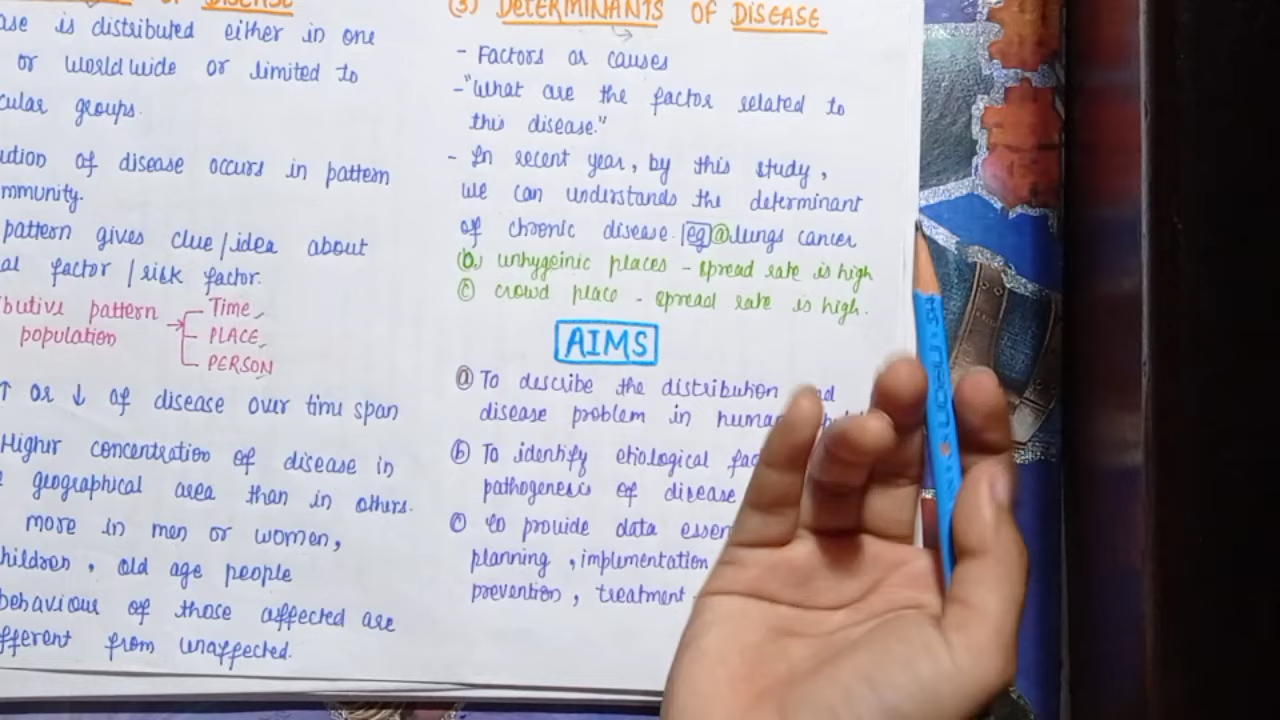 OF DISEASE
ase is distributed either in one
or world wide or limited to
cular groups.
ution of disease occurs in pattern
mmunity.
pattern gives clue/idea about
al factor / risk factor.
butive pattern → Time
population PLACE
PERSON
↑ or ↓ of disease over time span
Higher concentration of disease in
geographical area than in others.
more in men or women,
hildren, old age people
behaviour of those affected are
fferent from unaffected.
(3) DETERMINANTS OF DISEASE
- Factors or causes
- "What are the factor related to
this disease."
- In recent year, by this study,
we can understands the determinant
of chronic disease. eg (a) lungs cancer
(b) unhygeinic places - spread rate is high
(c) crowd place - spread rate is high.
AIMS
(a) To describe the distribution
disease problem in human
(b) To identify etiological
pathogenesis of disease
(c) to provide data
planning, implementation
prevention, treatment